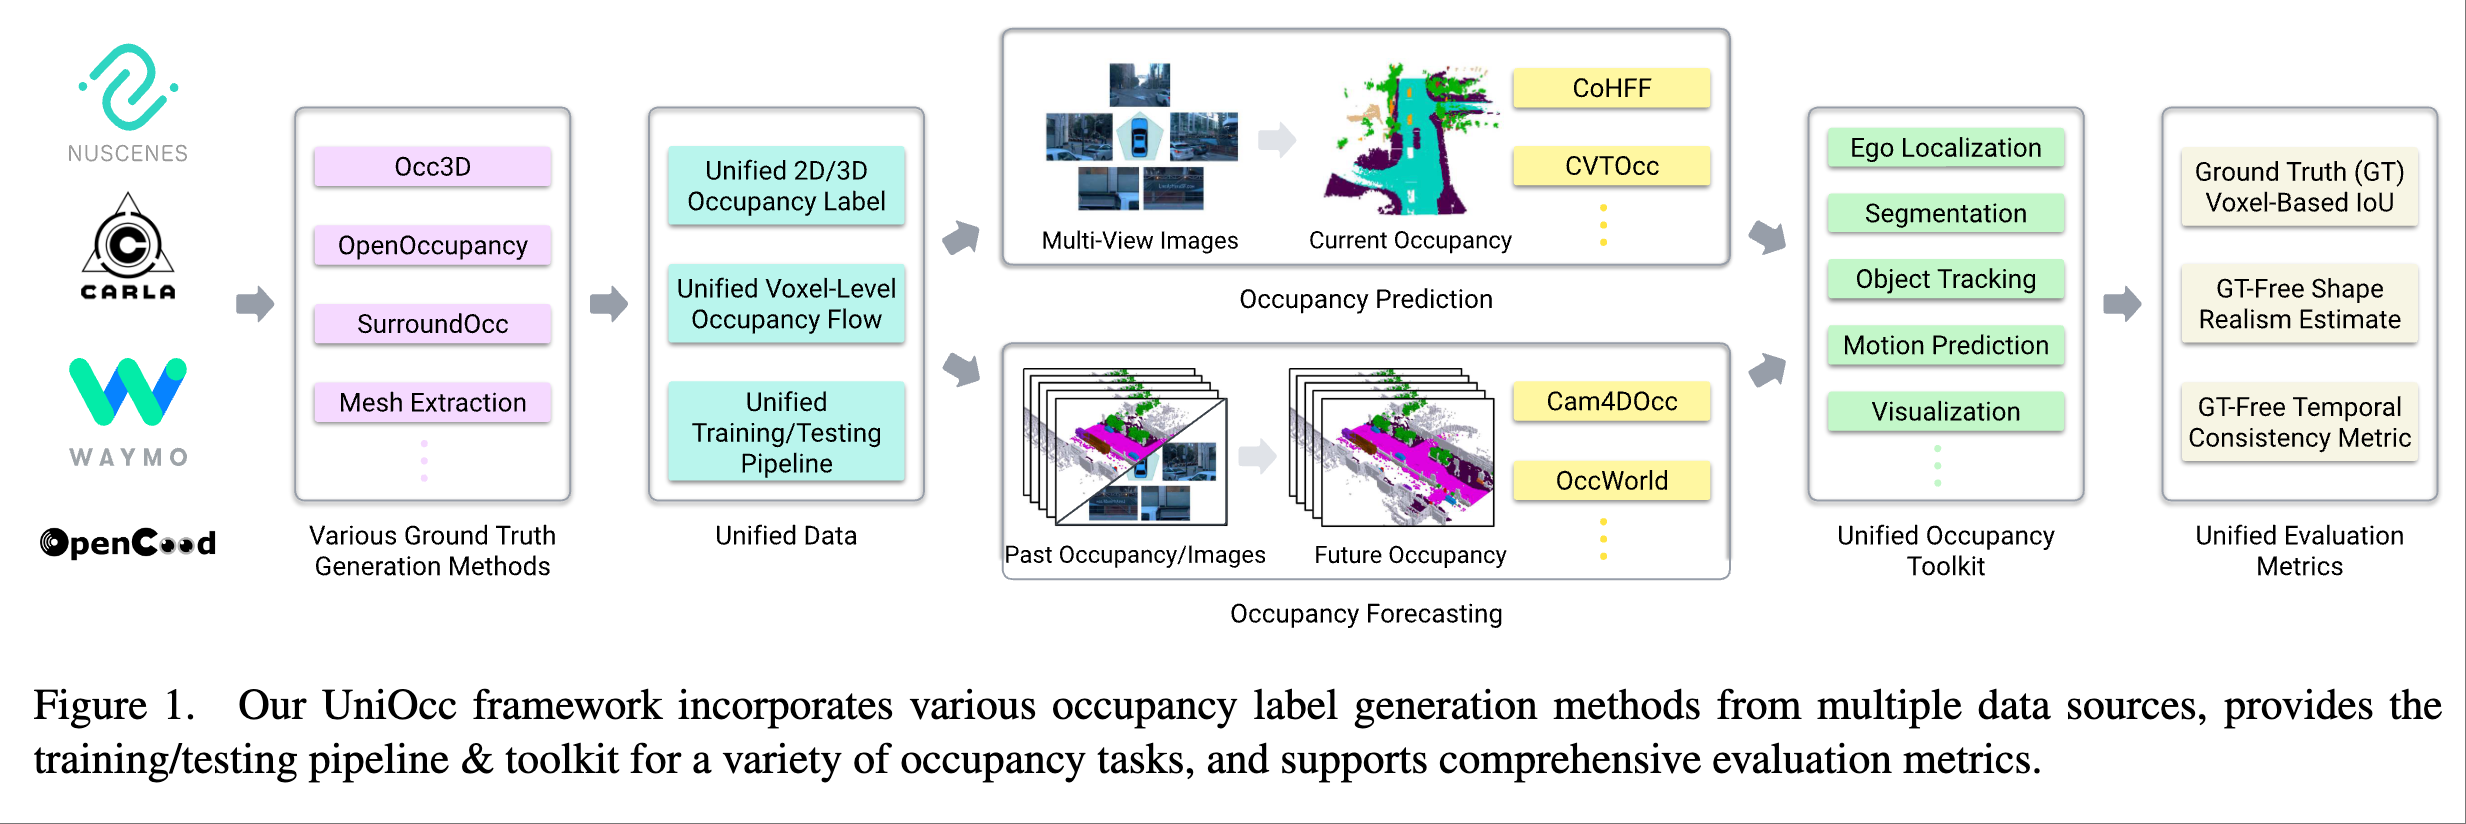 NUSCENES
CARLA
WAYMO
OpenCood
Occ3D
OpenOccupancy
SurroundOcc
Mesh Extraction
Various Ground Truth
Generation Methods
Unified 2D/3D
Occupancy Label
Unified Voxel-Level
Occupancy Flow
Unified
Training/Testing
Pipeline
Unified Data
Multi-View Images
Current Occupancy
CoHFF
CVTOcc
Occupancy Prediction
Past Occupancy/Images
Future Occupancy
Cam4DOcc
OccWorld
Occupancy Forecasting
Ego Localization
Segmentation
Object Tracking
Motion Prediction
Visualization
Unified Occupancy
Toolkit
Ground Truth (GT)
Voxel-Based IoU
GT-Free Shape
Realism Estimate
GT-Free Temporal
Consistency Metric
Unified Evaluation
Metrics
Figure 1. Our UniOcc framework incorporates various occupancy label generation methods from multiple data sources, provides the
training/testing pipeline & toolkit for a variety of occupancy tasks, and supports comprehensive evaluation metrics.